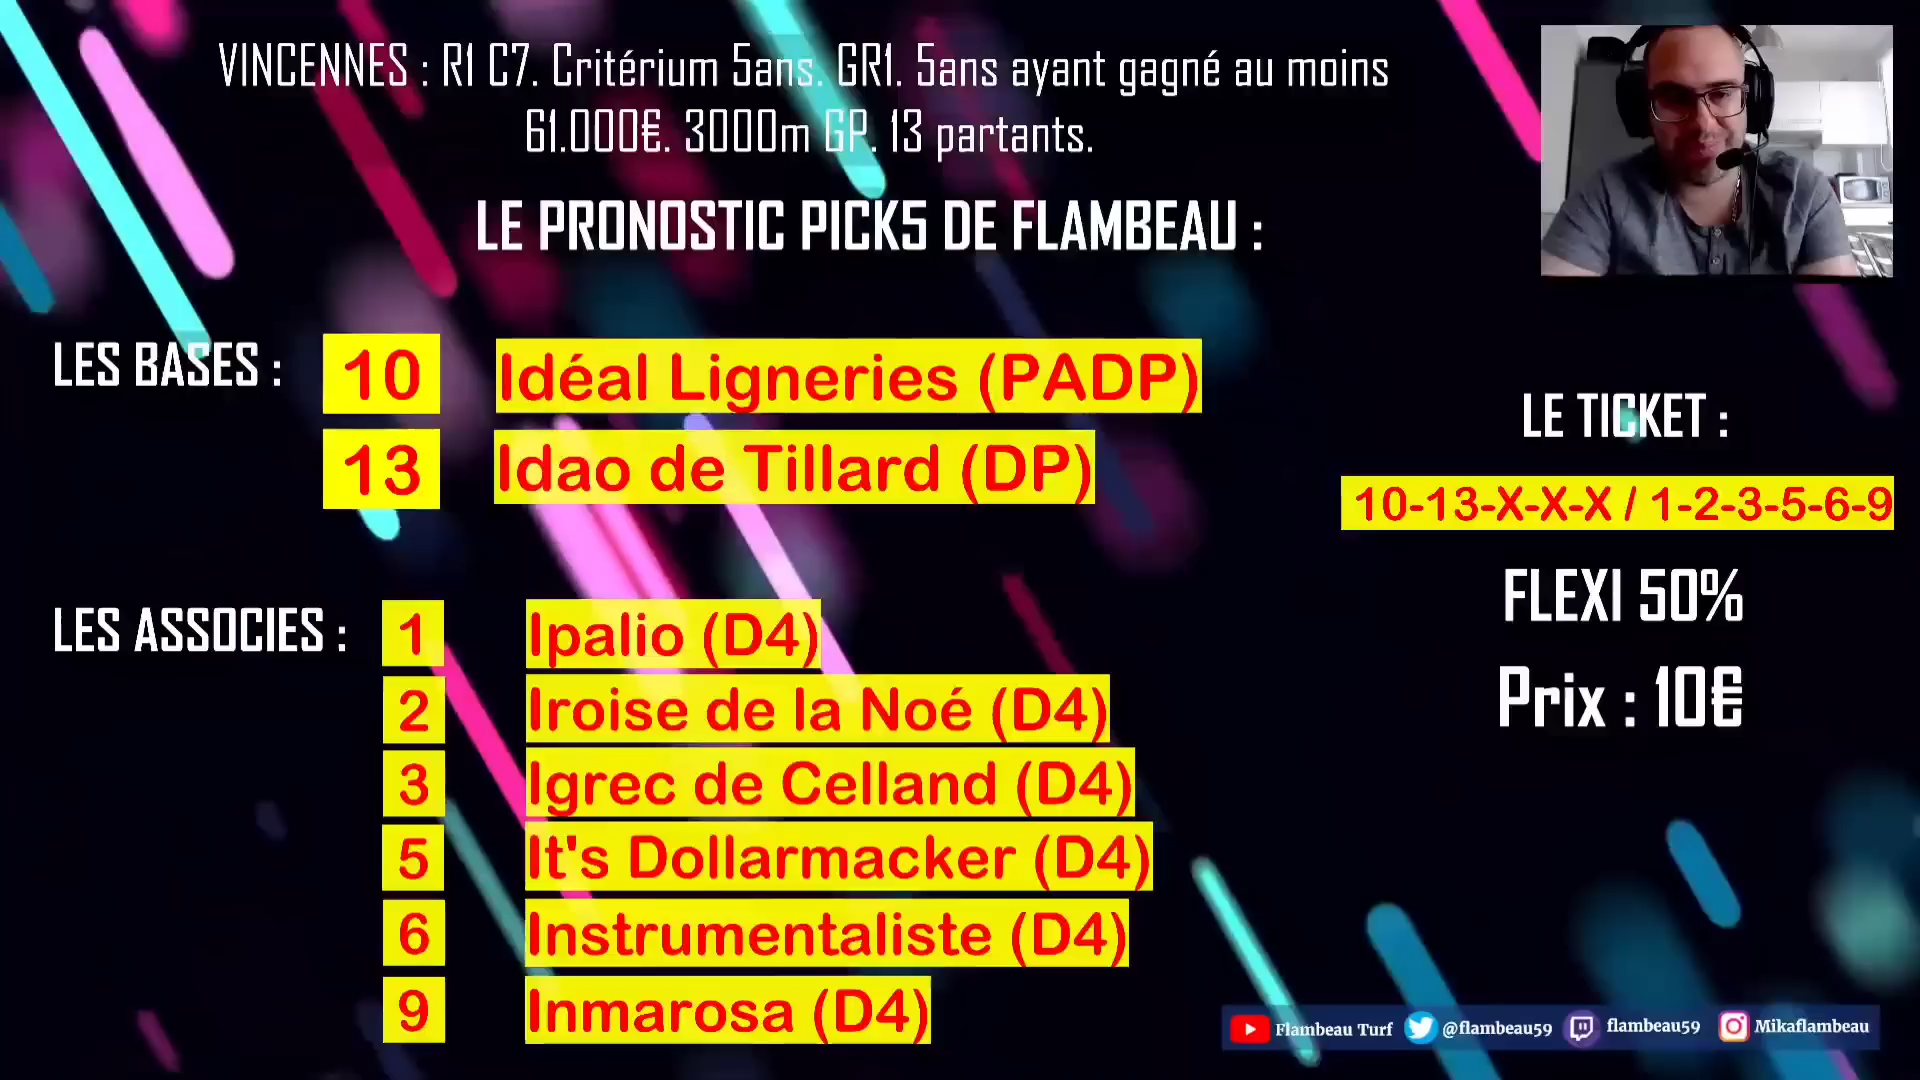 VINCENNES : R1 C7. Critérium 5ans. GR1. 5ans ayant gagné au moins
61.000€. 3000m GP. 13 partants.
LE PRONOSTIC PICK5 DE FLAMBEAU :
LES BASES :
10 Idéal Ligneries (PADP)
13 Idao de Tillard (DP)
LE TICKET :
10-13-X-X-X / 1-2-3-5-6-9
FLEXI 50%
Prix : 10€
LES ASSOCIES :
1 Ipalio (D4)
2 Iroise de la Noé (D4)
3 Igrec de Celland (D4)
5 It's Dollarmacker (D4)
6 Instrumentaliste (D4)
9 Inmarosa (D4)
Flambeau Turf @flambeau59 flambeau59 Mikaflambeau